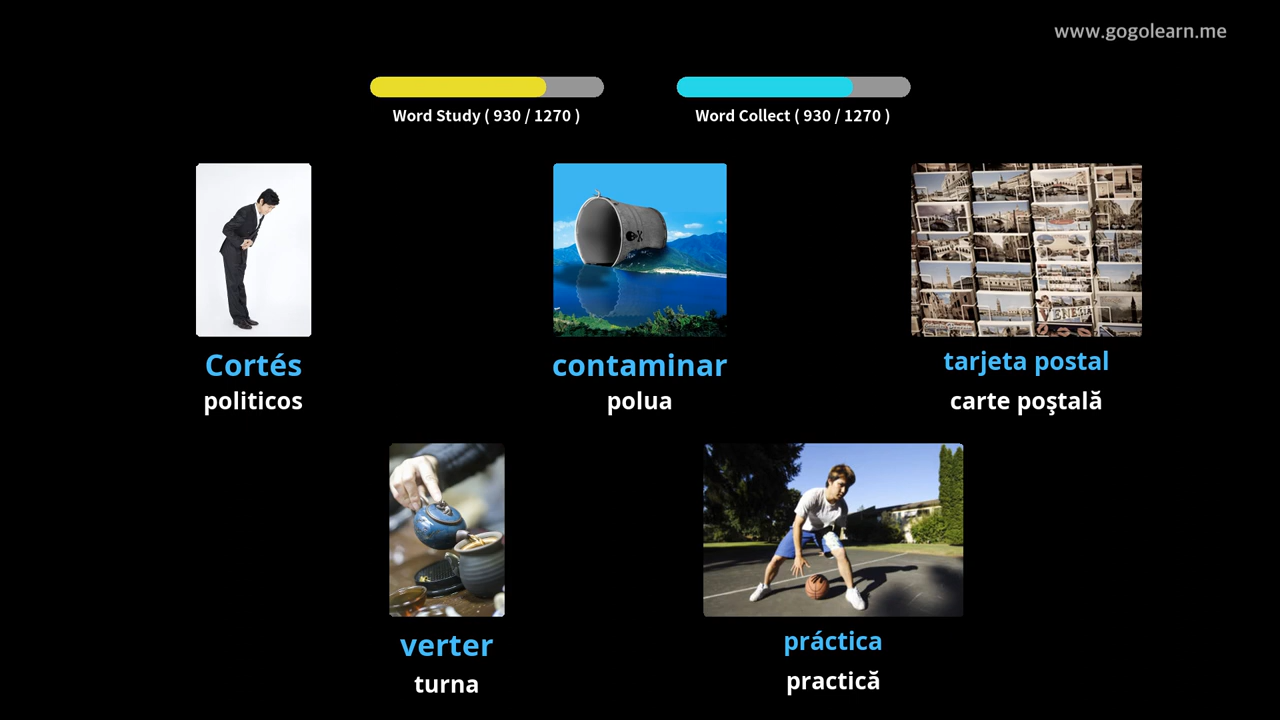 www.gogolearn.me
Word Study ( 930 / 1270 )
Word Collect ( 930 / 1270 )
Cortés
politicos
contaminar
polua
tarjeta postal
carte poştală
VENEZIA
verter
turna
práctica
practică